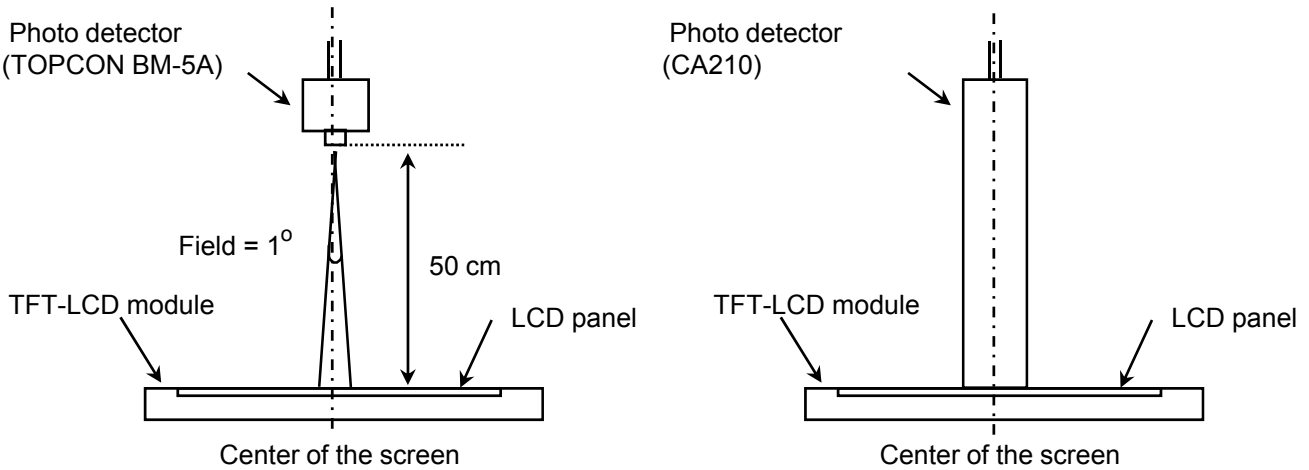 Photo detector
(TOPCON BM-5A)
Field = 1°
50 cm
TFT-LCD module
LCD panel
Center of the screen
Photo detector
(CA210)
TFT-LCD module
LCD panel
Center of the screen